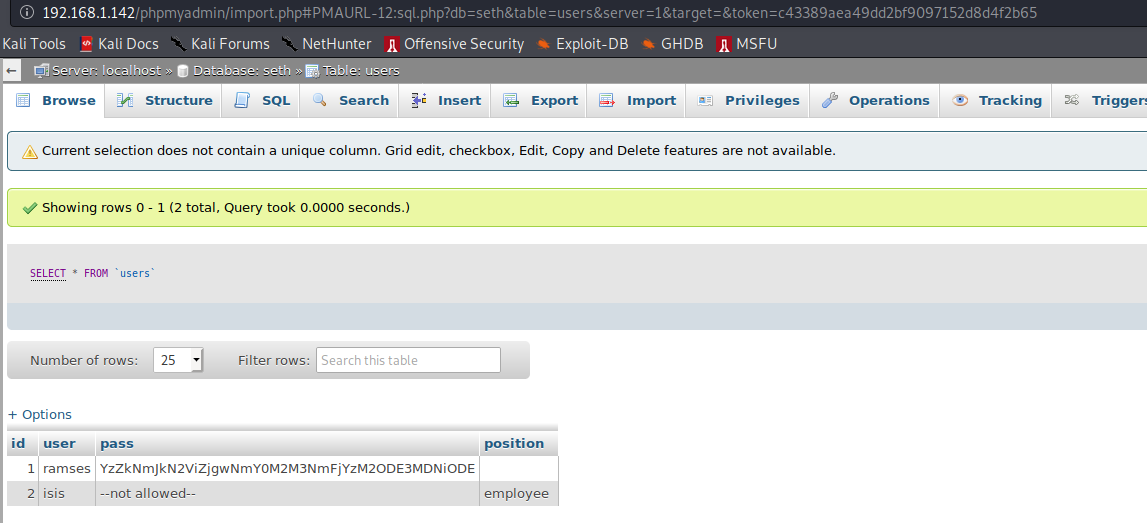 192.168.1.142/phpmyadmin/import.php#PMAURL-12:sql.php?db=seth&table=users&server=1&target=&token=c43389aea49dd2bf9097152d8d4f2b65
Kali Tools Kali Docs Kali Forums NetHunter Offensive Security Exploit-DB GHDB MSFU
Server: localhost » Database: seth » Table: users
Browse Structure SQL Search Insert Export Import Privileges Operations Tracking Triggers
Current selection does not contain a unique column. Grid edit, checkbox, Edit, Copy and Delete features are not available.
Showing rows 0 - 1 (2 total, Query took 0.0000 seconds.)
SELECT * FROM `users`
Number of rows: 25 Filter rows: Search this table
+ Options
id user pass position
1 ramses YzZkNmJkN2ViZjgwNmY0M2M3NmFjYzM2ODE3MDNiODE
2 isis --not allowed-- employee